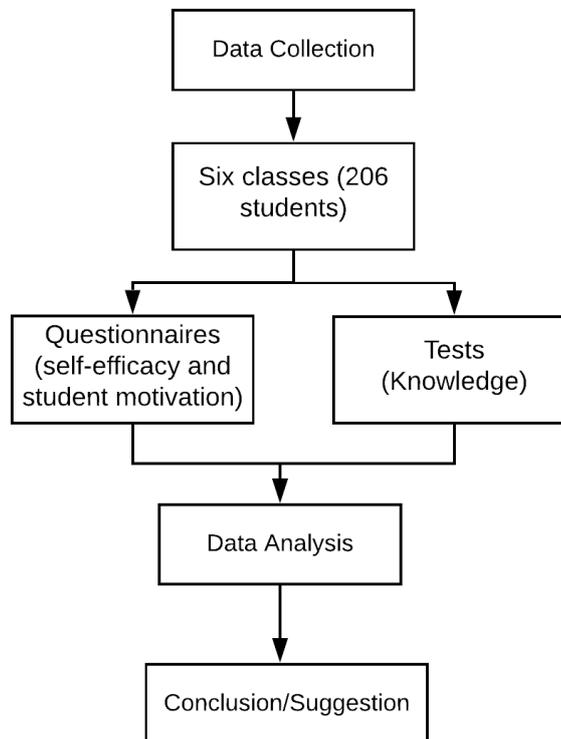 Data Collection
Six classes (206
students)
Questionnaires
(self-efficacy and
student motivation)
Tests
(Knowledge)
Data Analysis
Conclusion/Suggestion